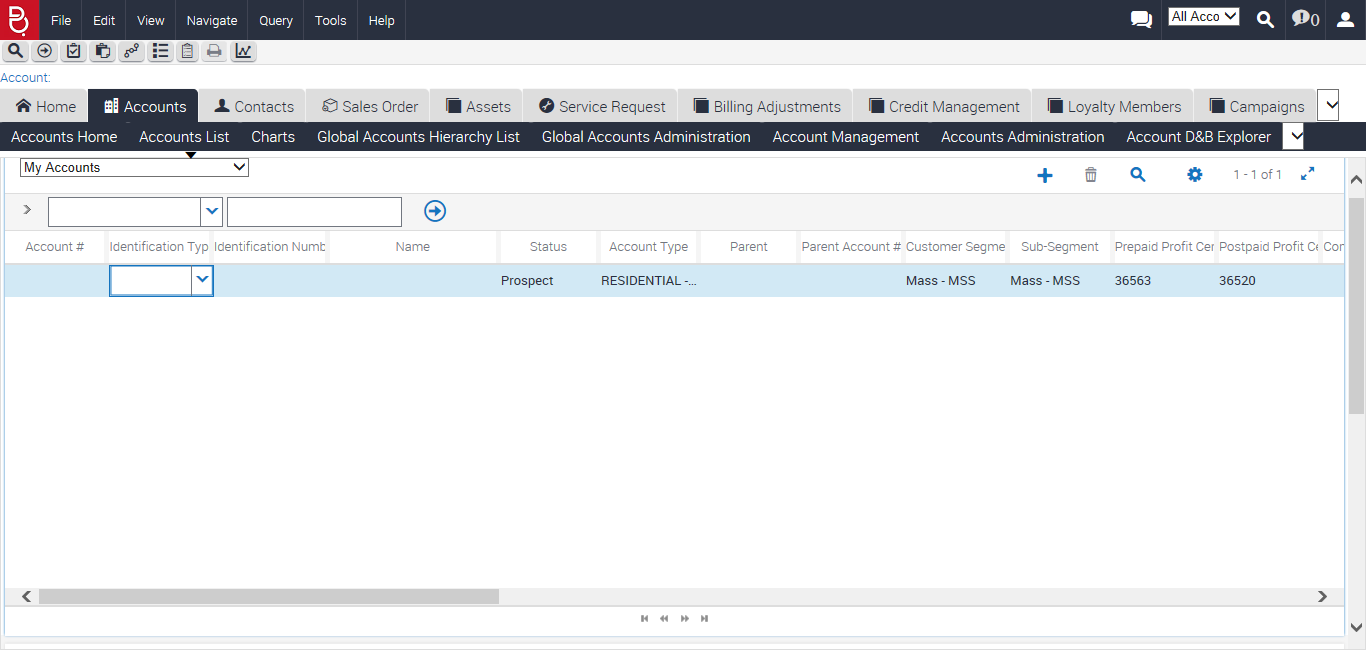 File Edit View Navigate Query Tools Help All Acco 0
Account:
Home Accounts Contacts Sales Order Assets Service Request Billing Adjustments Credit Management Loyalty Members Campaigns
Accounts Home Accounts List Charts Global Accounts Hierarchy List Global Accounts Administration Account Management Accounts Administration Account D&B Explorer
My Accounts 1 - 1 of 1
Account # Identification Typ Identification Numb Name Status Account Type Parent Parent Account # Customer Segme Sub-Segment Prepaid Profit Cer Postpaid Profit Ce Con
Prospect RESIDENTIAL -... Mass - MSS Mass - MSS 36563 36520